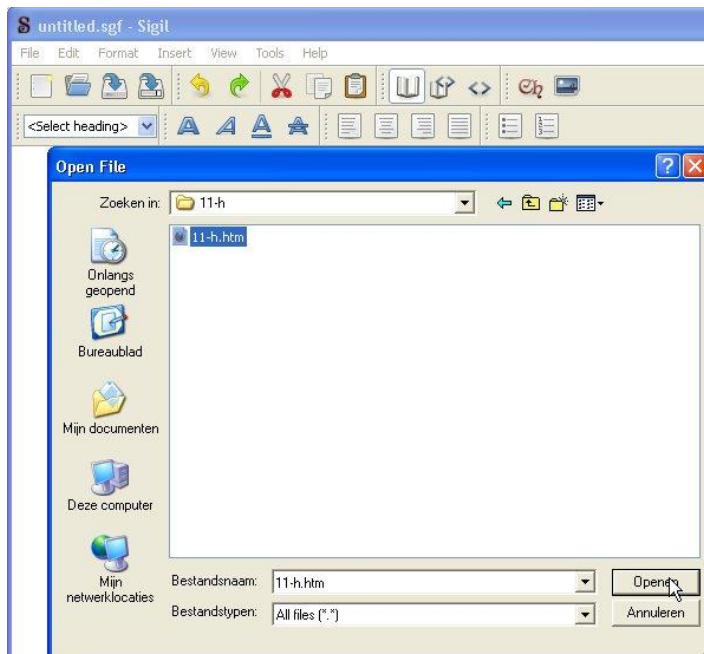 untitled.sgf - Sigil
File Edit Format Insert View Tools Help
<Select heading>
Open File
Zoeken in: 11-h
11-h.htm
Onlangs
geopend
Bureaublad
Mijn documenten
Deze computer
Mijn
netwerklocaties
Bestandsnaam: 11-h.htm Openen
Bestandstypen: All files (*.*) Annuleren